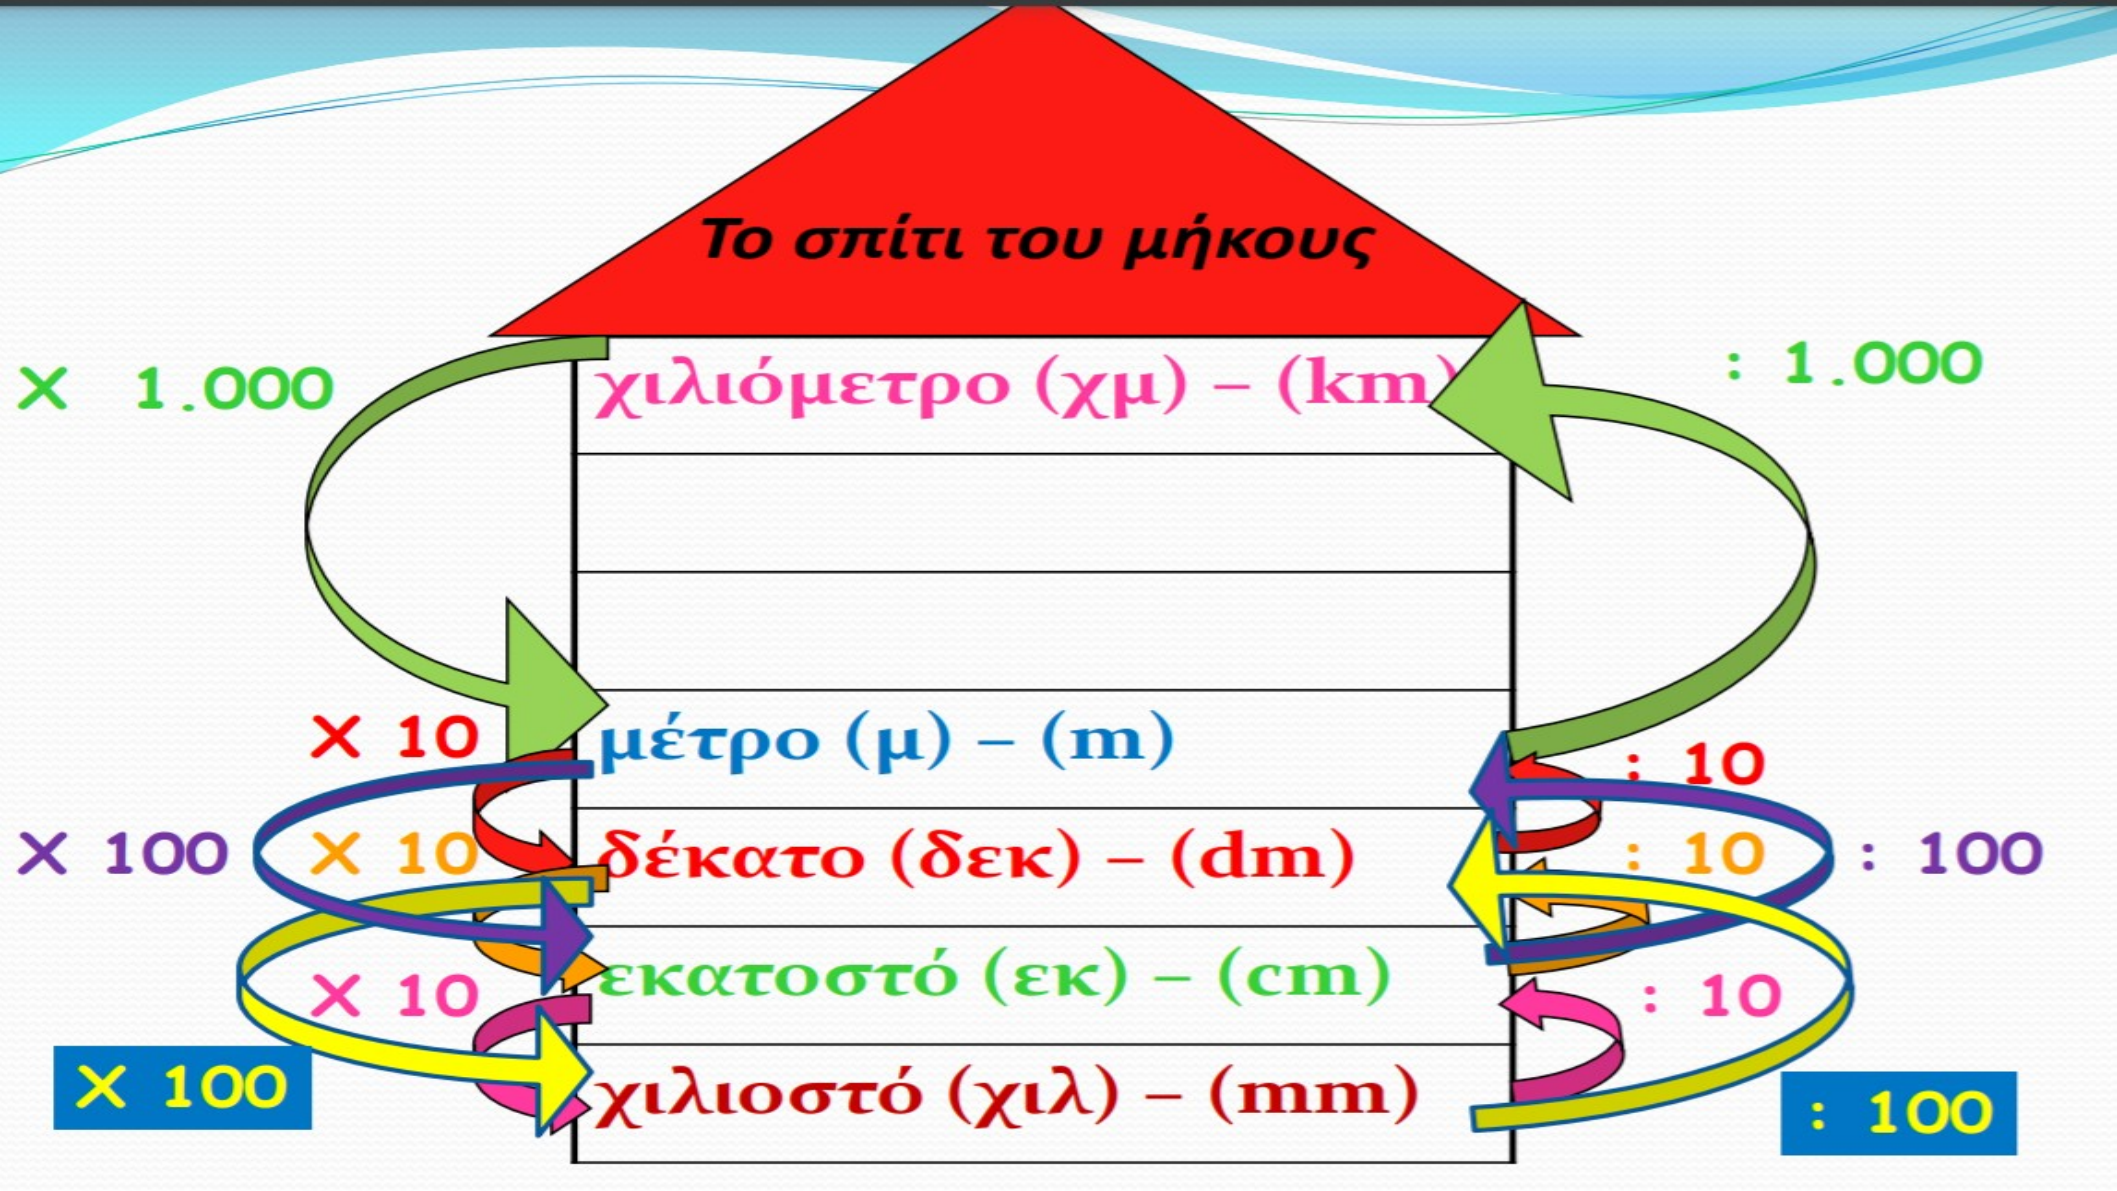 Το σπίτι του μήκους
χιλιόμετρο (χμ) – (km)
× 1.000
: 1.000
μέτρο (μ) – (m)
× 10
: 10
δέκατο (δεκ) – (dm)
× 100
× 10
: 10
: 100
εκατοστό (εκ) – (cm)
× 10
: 10
χιλιοστό (χιλ) – (mm)
× 100
: 100